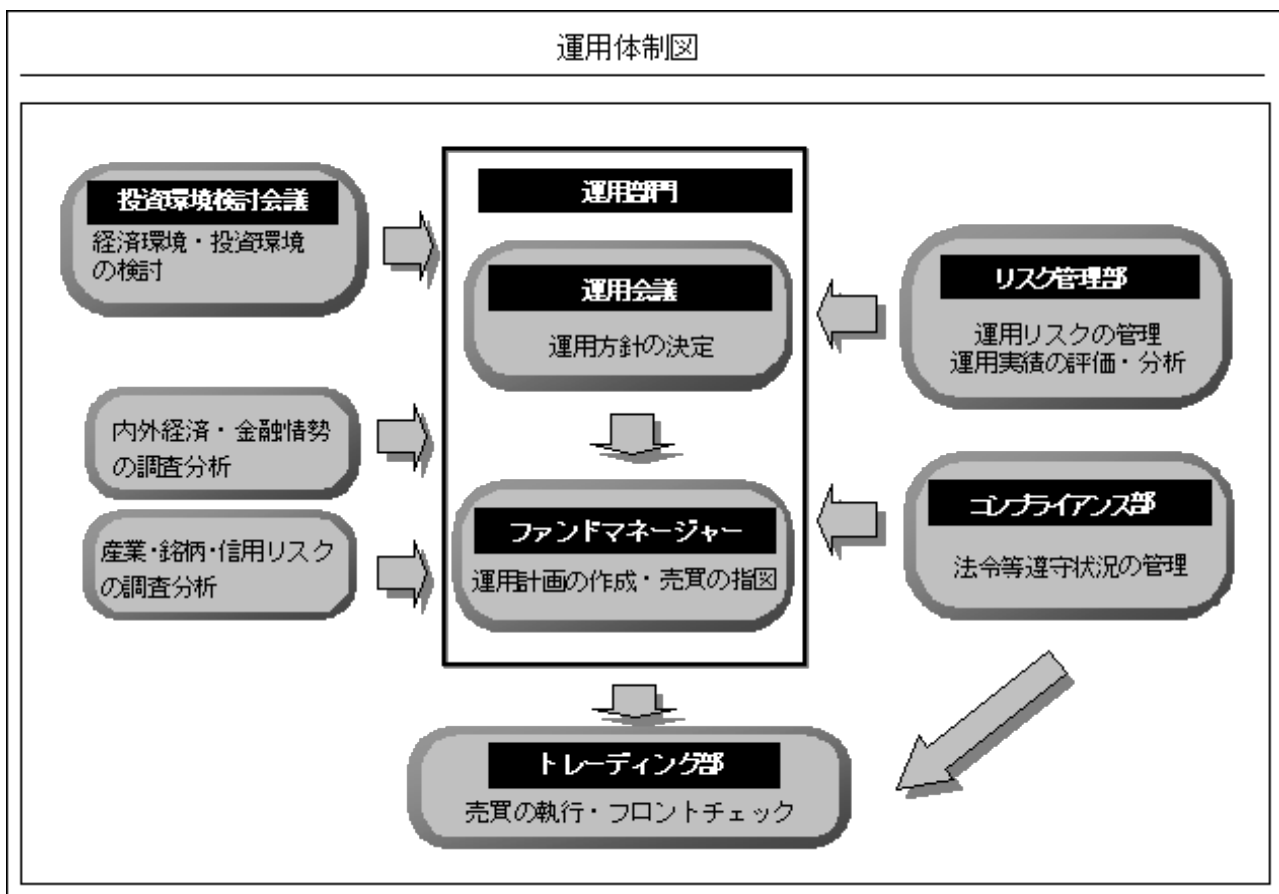 運用体制図
投資環境検討会議
経済環境・投資環境
の検討
内外経済・金融情勢
の調査分析
産業・銘柄・信用リスク
の調査分析
運用部門
運用会議
運用方針の決定
ファンドマネージャー
運用計画の作成・売買の指図
リスク管理部
運用リスクの管理
運用実績の評価・分析
コンプライアンス部
法令等遵守状況の管理
トレーディング部
売買の執行・フロントチェック